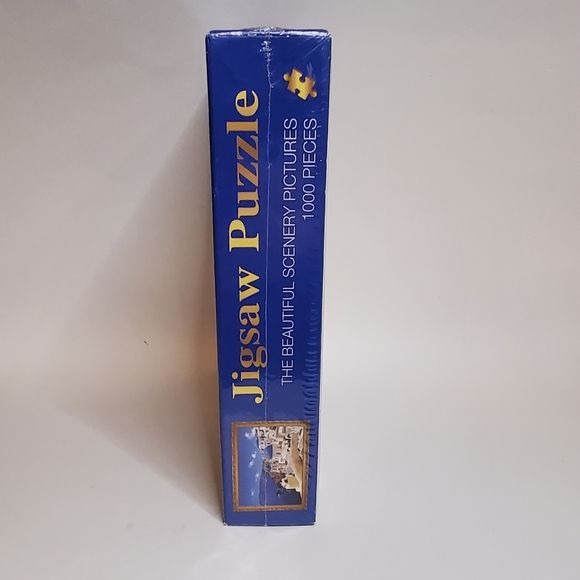 Jigsaw Puzzle
THE BEAUTIFUL SCENERY PICTURES
1000 PIECES